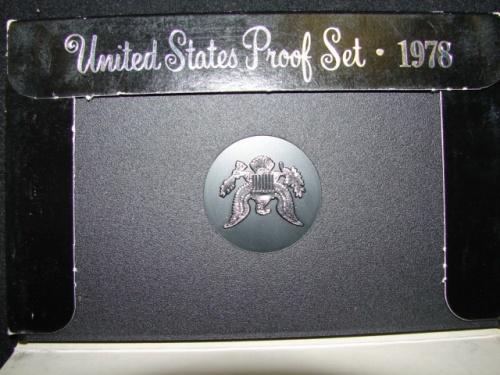 United States Proof Set • 1978